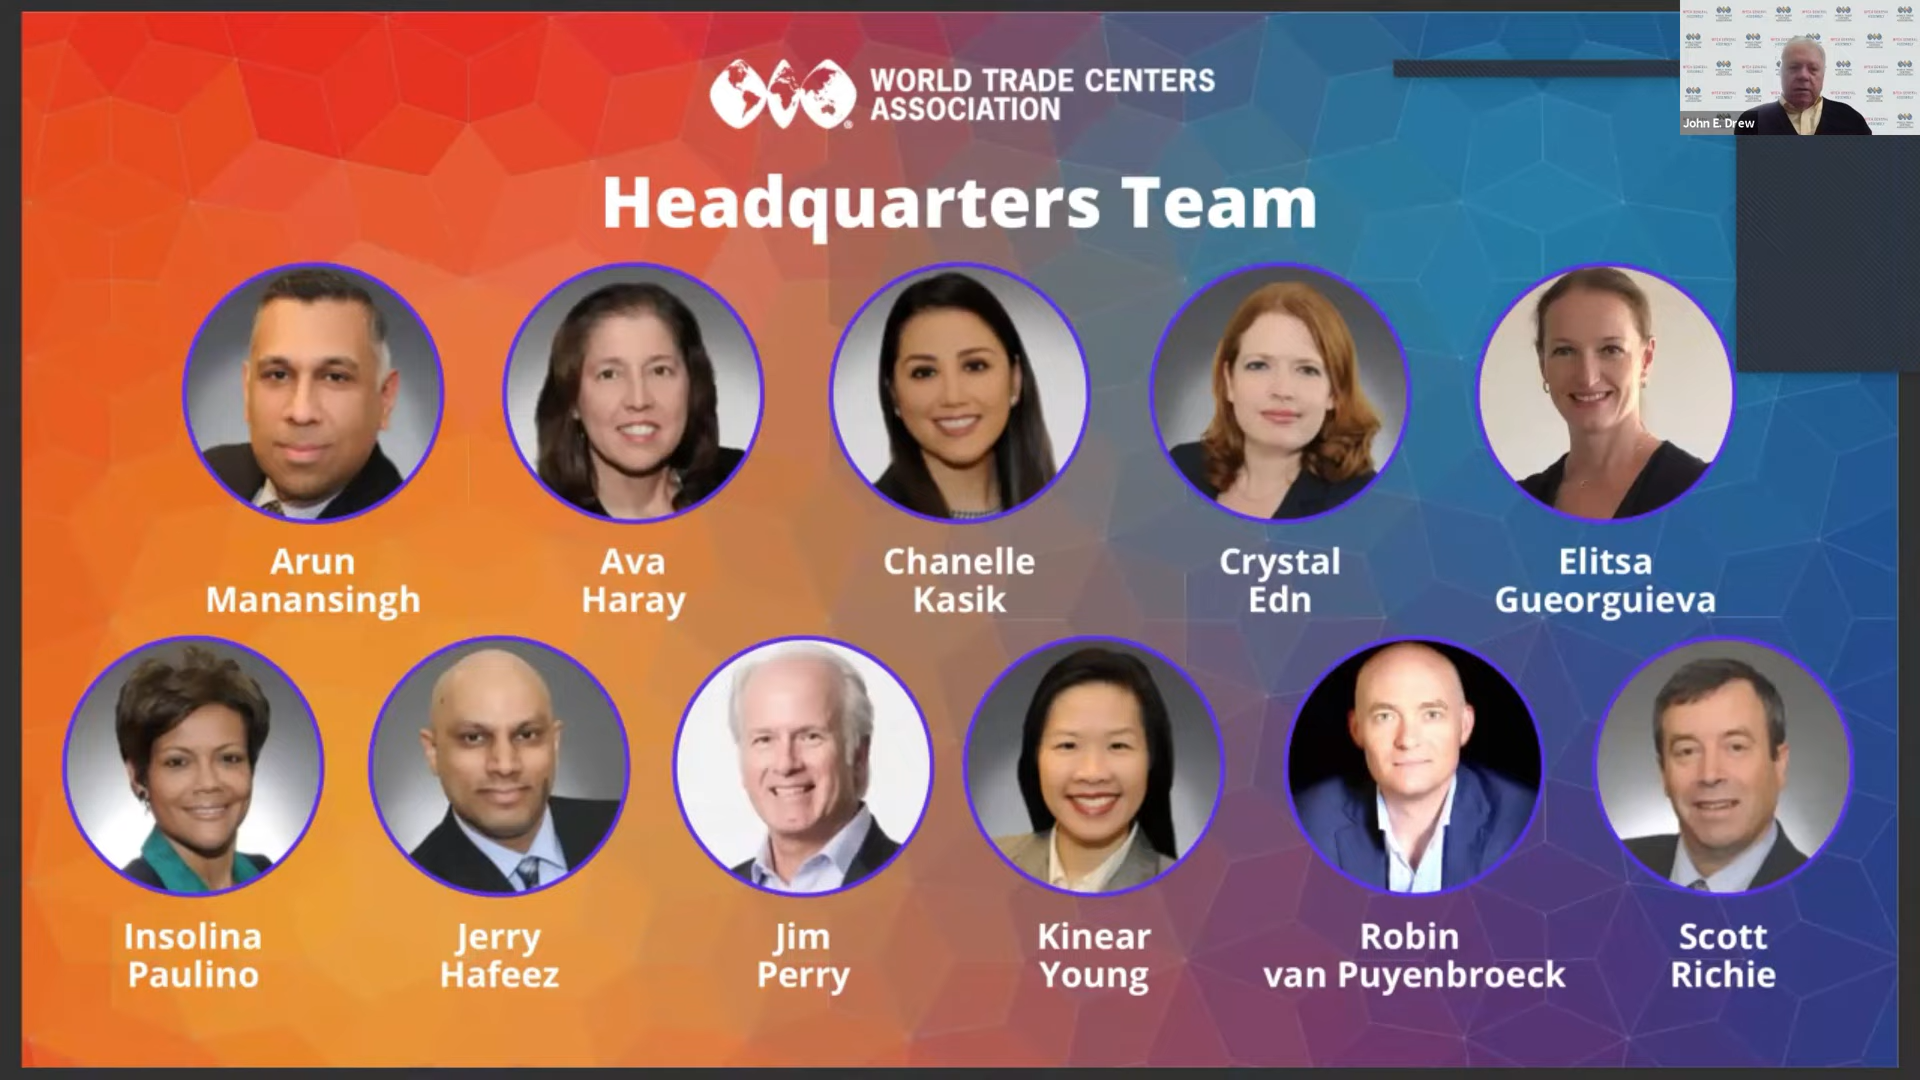 WORLD TRADE CENTERS
ASSOCIATION
John E. Drew
Headquarters Team
Arun
Manansingh
Ava
Haray
Chanelle
Kasik
Crystal
Edn
Elitsa
Gueorguieva
Insolina
Paulino
Jerry
Hafeez
Jim
Perry
Kinear
Young
Robin
van Puyenbroeck
Scott
Richie